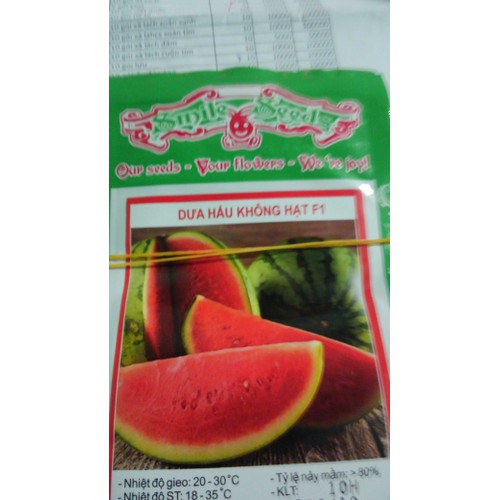 Smile Seeds
Our seeds - Your flowers - We're joy!
DƯA HẤU KHÔNG HẠT F1
- Nhiệt độ gieo: 20 - 30°C
- Tỷ lệ nảy mầm: > 80%
- Nhiệt độ ST: 18 - 35°C
- KLT: 10H